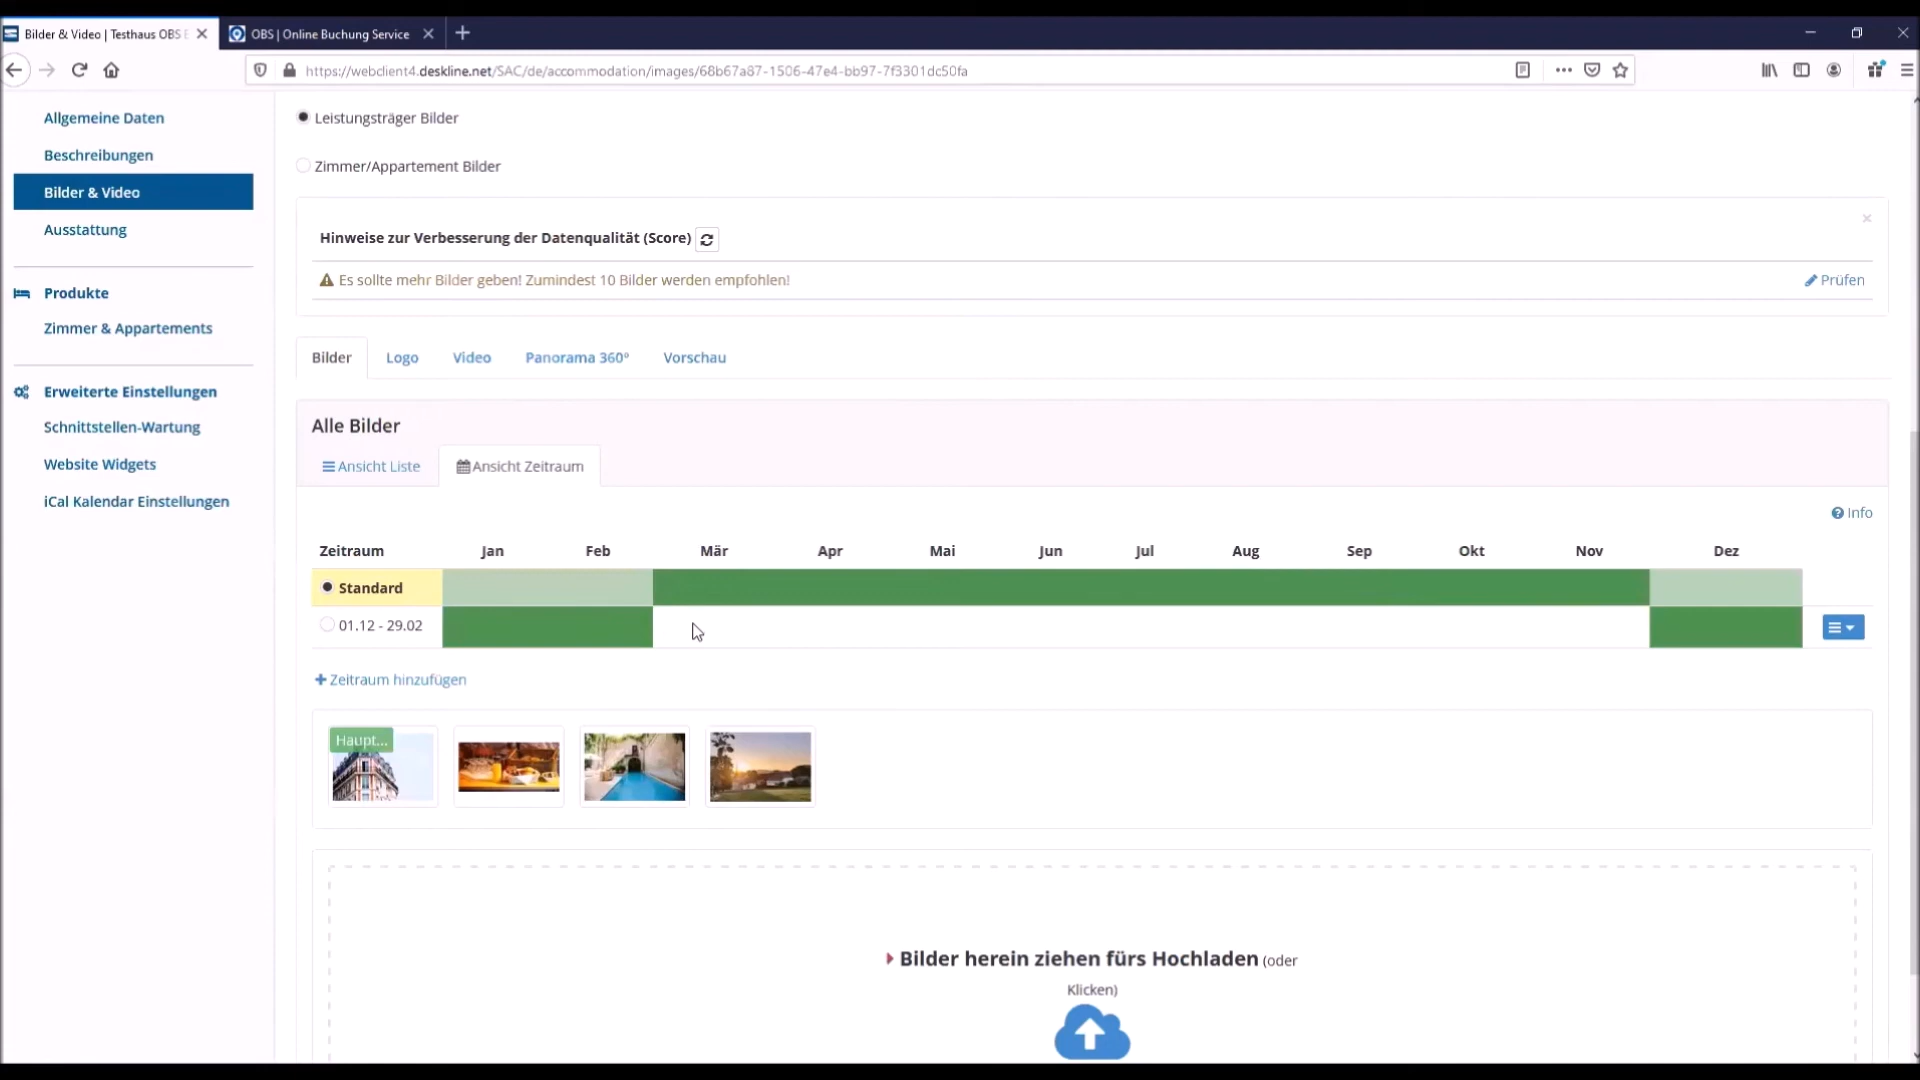 Bilder & Video | Testhaus OBS E
OBS | Online Buchung Service
https://webclient4.deskline.net/SAC/de/accommodation/images/68b67a87-1506-47e4-bb97-7f3301dc50fa
Allgemeine Daten
Beschreibungen
Bilder & Video
Ausstattung
Produkte
Zimmer & Appartements
Erweiterte Einstellungen
Schnittstellen-Wartung
Website Widgets
iCal Kalendar Einstellungen
Leistungsträger Bilder
Zimmer/Appartement Bilder
Hinweise zur Verbesserung der Datenqualität (Score)
Es sollte mehr Bilder geben! Zumindest 10 Bilder werden empfohlen!
Prüfen
Bilder Logo Video Panorama 360° Vorschau
Alle Bilder
Ansicht Liste Ansicht Zeitraum
Info
Zeitraum Jan Feb Mär Apr Mai Jun Jul Aug Sep Okt Nov Dez
Standard
01.12 - 29.02
Zeitraum hinzufügen
Haupt...
Bilder herein ziehen fürs Hochladen (oder
Klicken)